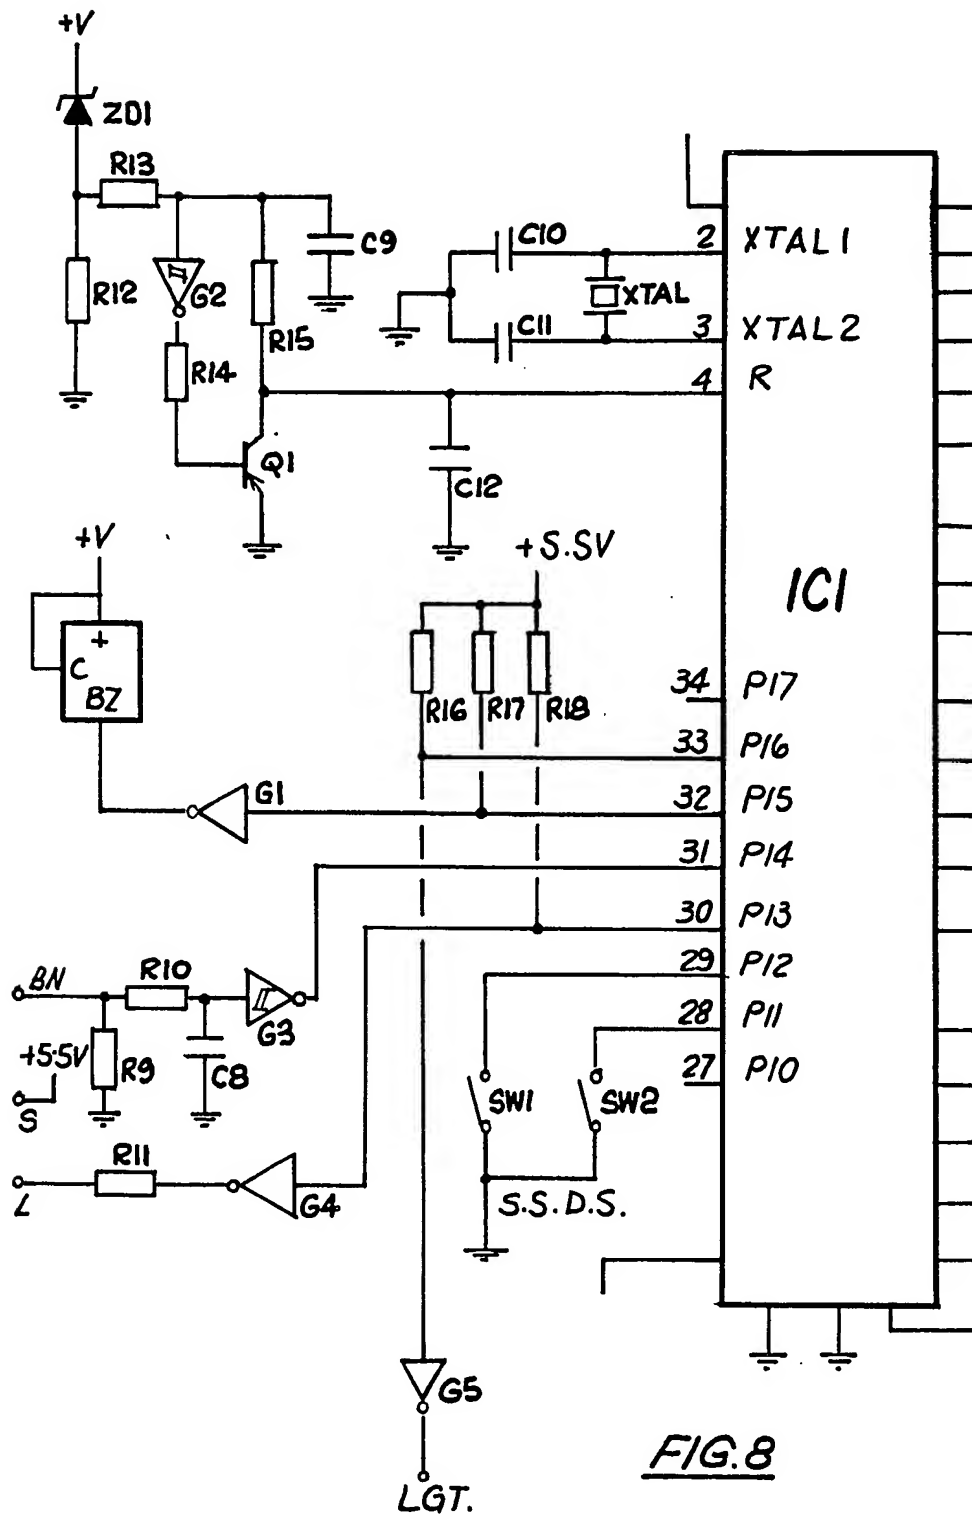 +V
ZD1
R13
C9
G2
R12
R15
R14
Q1
C12
C10
XTAL
C11
2 XTAL1
3 XTAL2
4 R
IC1
+V
+
C
BZ
G1
+S.SV
R16
R17
R18
34 P17
33 P16
32 P15
31 P14
30 P13
29 P12
28 P11
27 P10
BN
R10
G3
+5.5V
R9
C8
S
R11
L
G4
SW1
SW2
S.S.D.S.
G5
LGT.
FIG.8